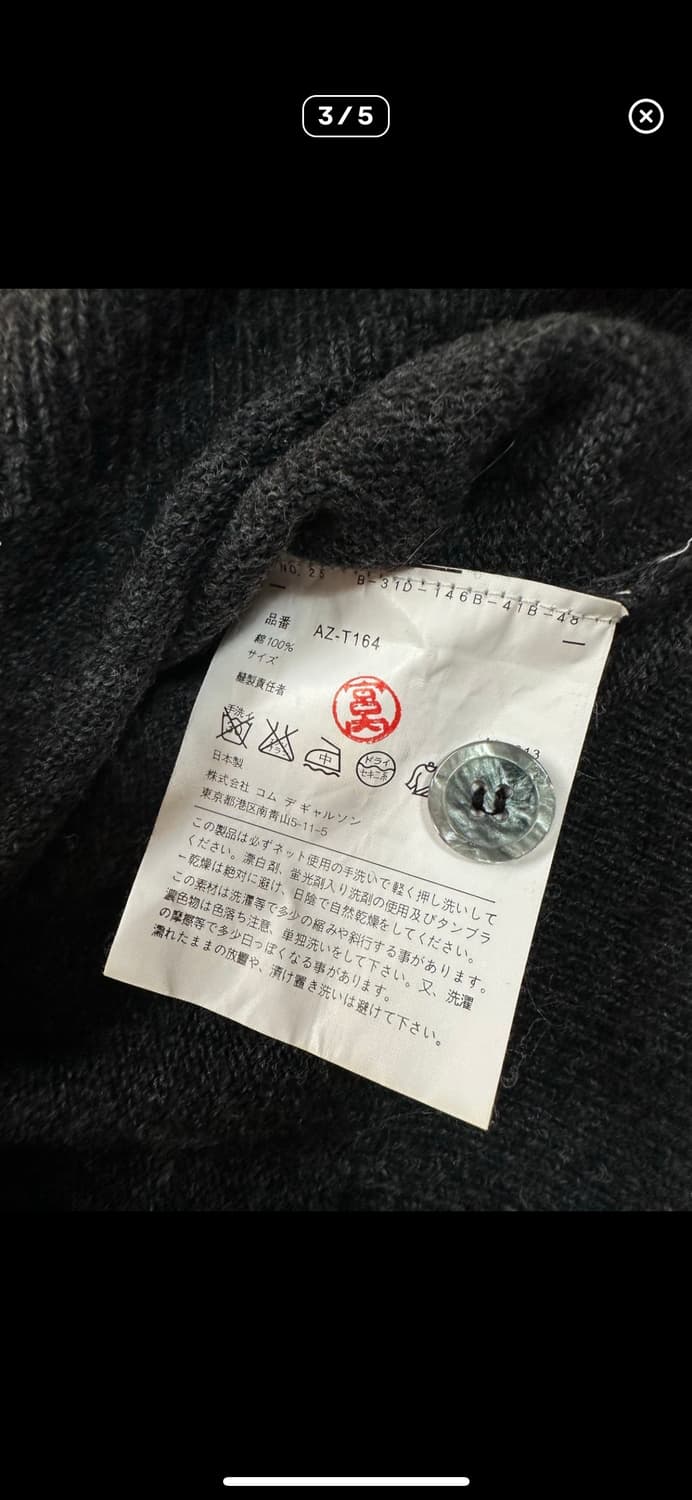 3/5
NO. 25 B-31D-146B-41B-48
品番 AZ-T164
綿100%
サイズ
縫製責任者
手洗イ
30
中
ドライ
セキユ系
13
日本製
株式会社 コム デ ギャルソン
東京都港区南青山5-11-5
この製品は必ずネット使用の手洗いで軽く押し洗いして
ください。漂白剤、蛍光剤入り洗剤の使用及びタンブラ
ー乾燥は絶対に避け、日陰で自然乾燥をしてください。
この素材は洗濯等で多少の縮みや斜行する事があります。
濃色物は色落ち注意、単独洗いをして下さい。又、洗濯
の摩擦等で多少白っぽくなる事があります。
濡れたままの放置や、漬け置き洗いは避けて下さい。